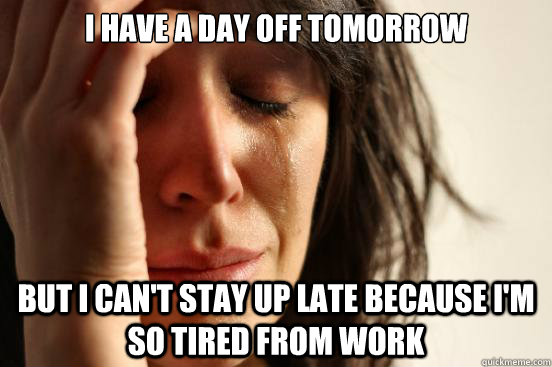 I HAVE A DAY OFF TOMORROW
BUT I CAN'T STAY UP LATE BECAUSE I'M
SO TIRED FROM WORK
quickmeme.com